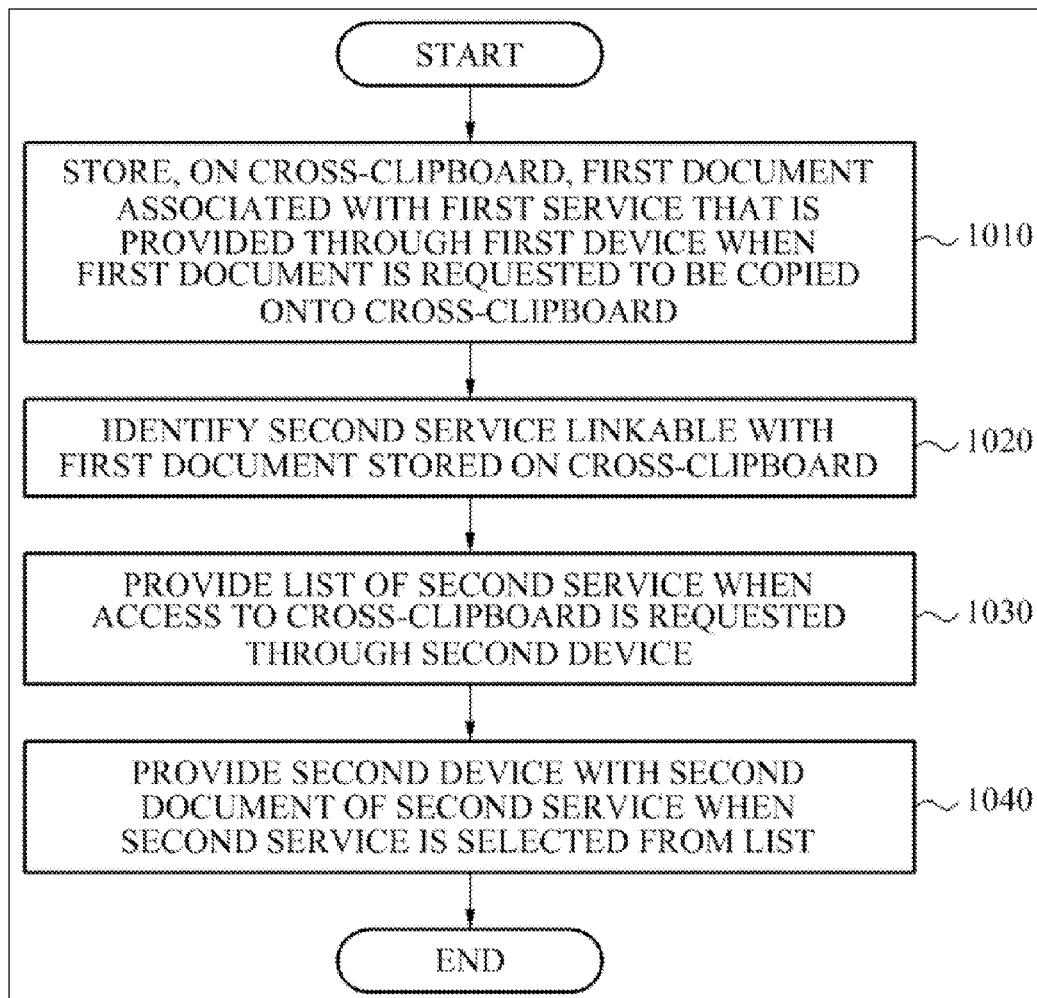 START
STORE, ON CROSS-CLIPBOARD, FIRST DOCUMENT
ASSOCIATED WITH FIRST SERVICE THAT IS
PROVIDED THROUGH FIRST DEVICE WHEN
FIRST DOCUMENT IS REQUESTED TO BE COPIED
ONTO CROSS-CLIPBOARD
1010
IDENTIFY SECOND SERVICE LINKABLE WITH
FIRST DOCUMENT STORED ON CROSS-CLIPBOARD
1020
PROVIDE LIST OF SECOND SERVICE WHEN
ACCESS TO CROSS-CLIPBOARD IS REQUESTED
THROUGH SECOND DEVICE
1030
PROVIDE SECOND DEVICE WITH SECOND
DOCUMENT OF SECOND SERVICE WHEN
SECOND SERVICE IS SELECTED FROM LIST
1040
END